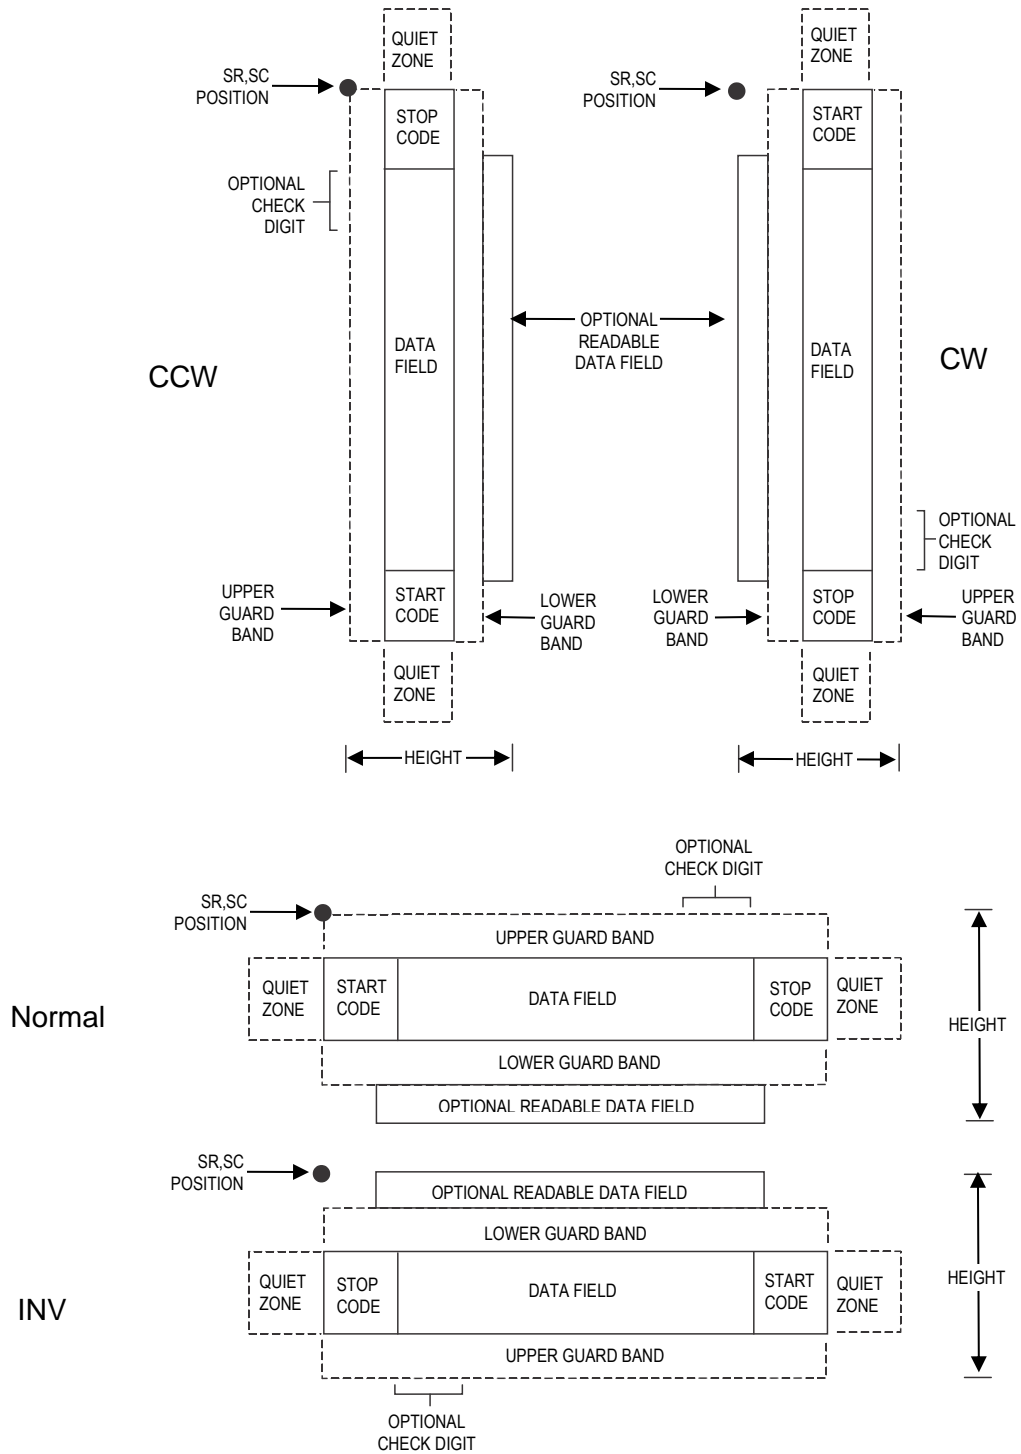 QUIET
ZONE
QUIET
ZONE
SR,SC
POSITION
SR,SC
POSITION
STOP
CODE
START
CODE
OPTIONAL
CHECK
DIGIT
CCW
DATA
FIELD
OPTIONAL
READABLE
DATA FIELD
DATA
FIELD
CW
OPTIONAL
CHECK
DIGIT
UPPER
GUARD
BAND
START
CODE
LOWER
GUARD
BAND
LOWER
GUARD
BAND
STOP
CODE
UPPER
GUARD
BAND
QUIET
ZONE
QUIET
ZONE
HEIGHT
HEIGHT
OPTIONAL
CHECK DIGIT
SR,SC
POSITION
UPPER GUARD BAND
Normal
QUIET
ZONE
START
CODE
DATA FIELD
STOP
CODE
QUIET
ZONE
HEIGHT
LOWER GUARD BAND
OPTIONAL READABLE DATA FIELD
SR,SC
POSITION
OPTIONAL READABLE DATA FIELD
LOWER GUARD BAND
INV
QUIET
ZONE
STOP
CODE
DATA FIELD
START
CODE
QUIET
ZONE
HEIGHT
UPPER GUARD BAND
OPTIONAL
CHECK DIGIT